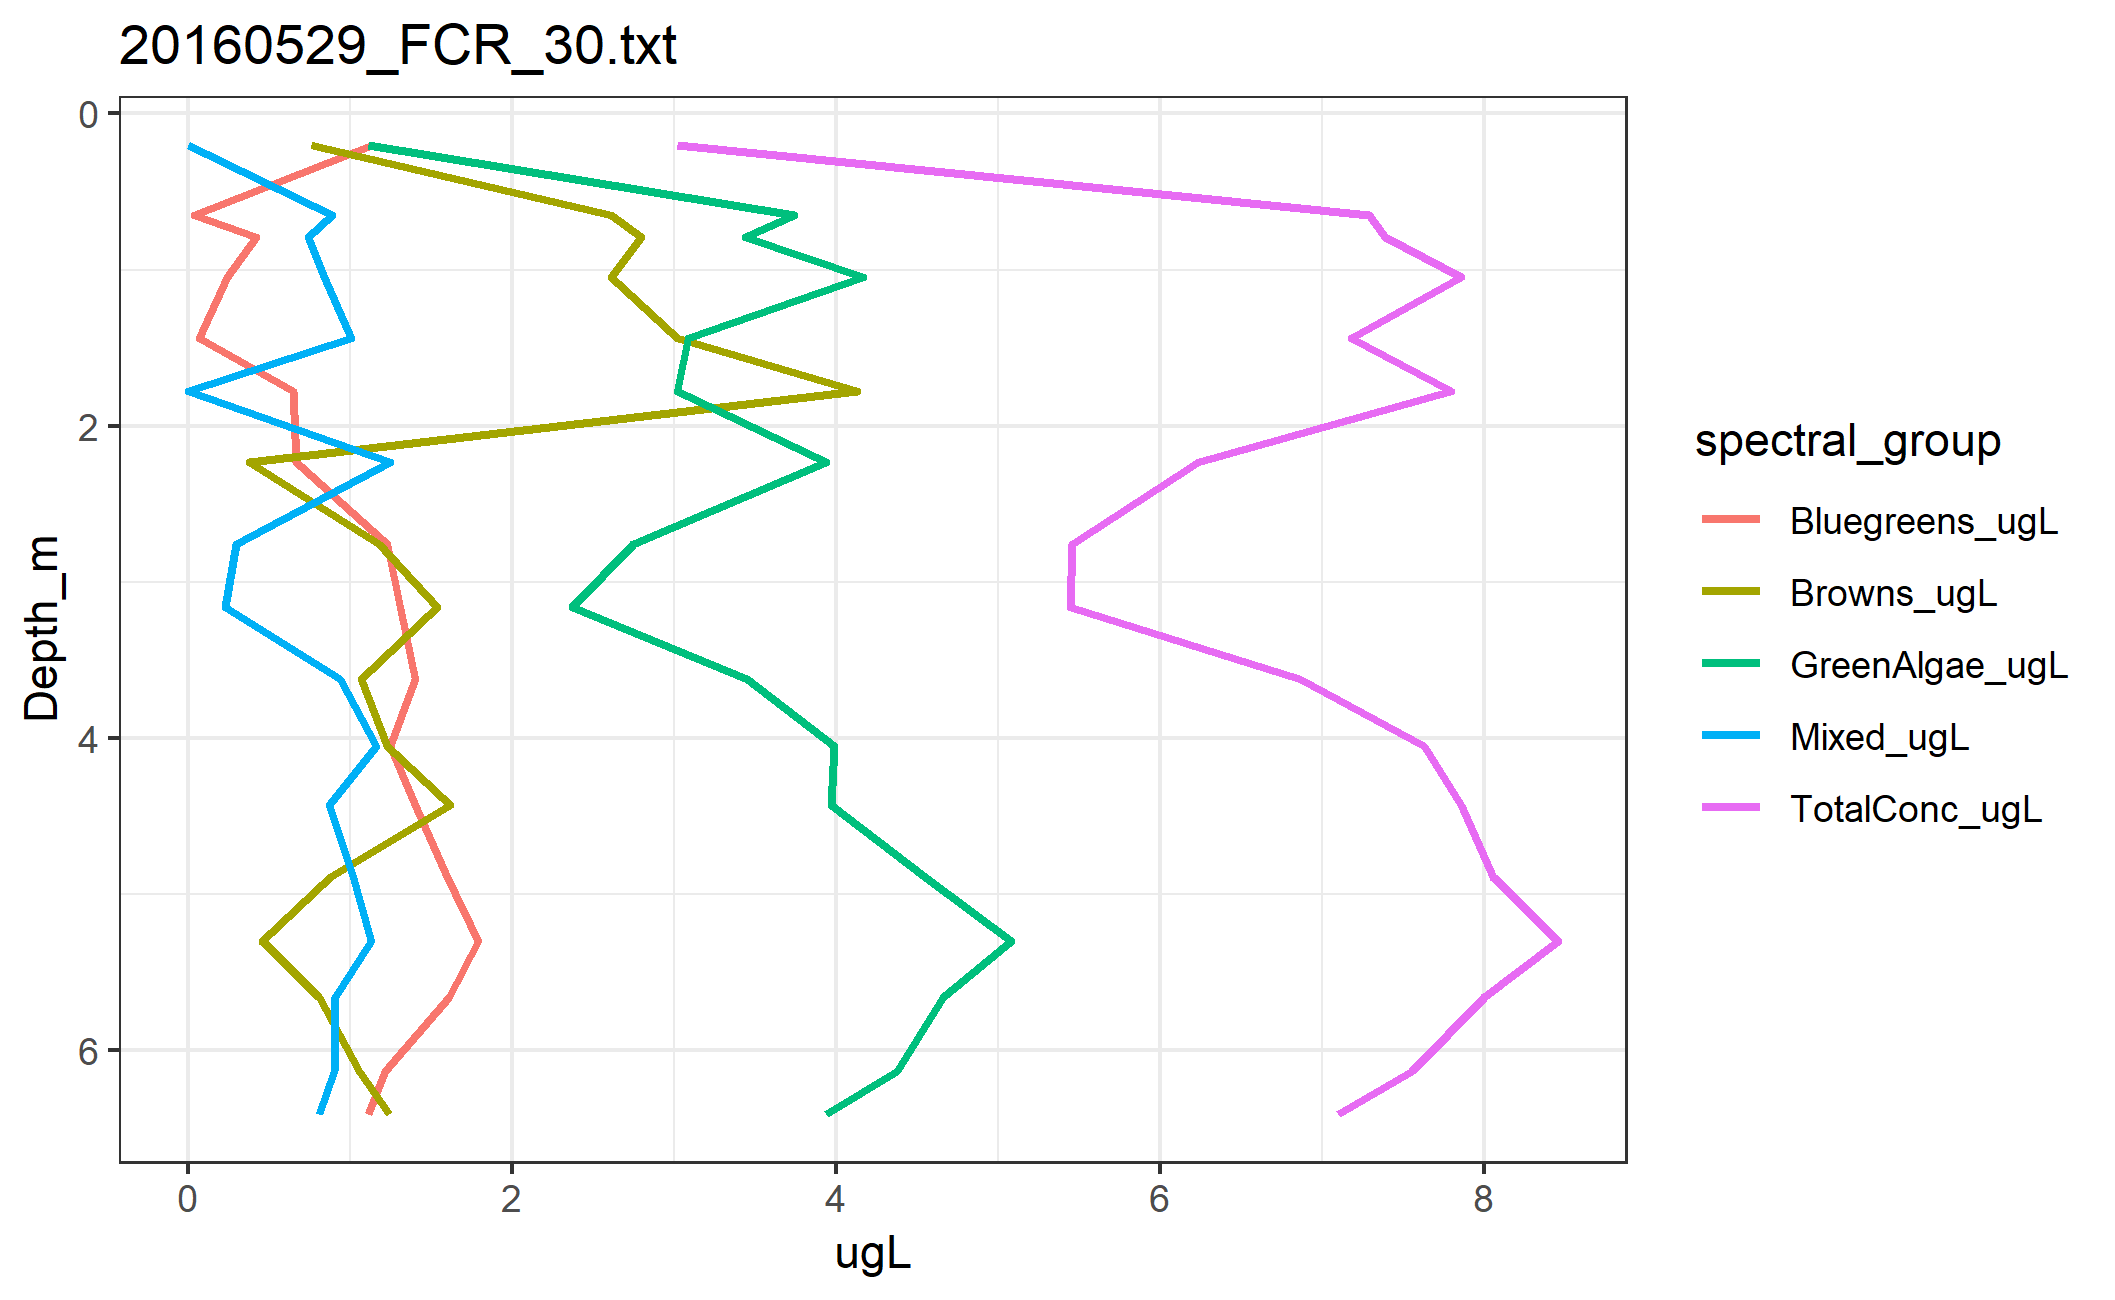 20160529_FCR_30.txt
0
2
4
6
Depth_m
0 2 4 6 8
ugL
spectral_group
Bluegreens_ugL
Browns_ugL
GreenAlgae_ugL
Mixed_ugL
TotalConc_ugL